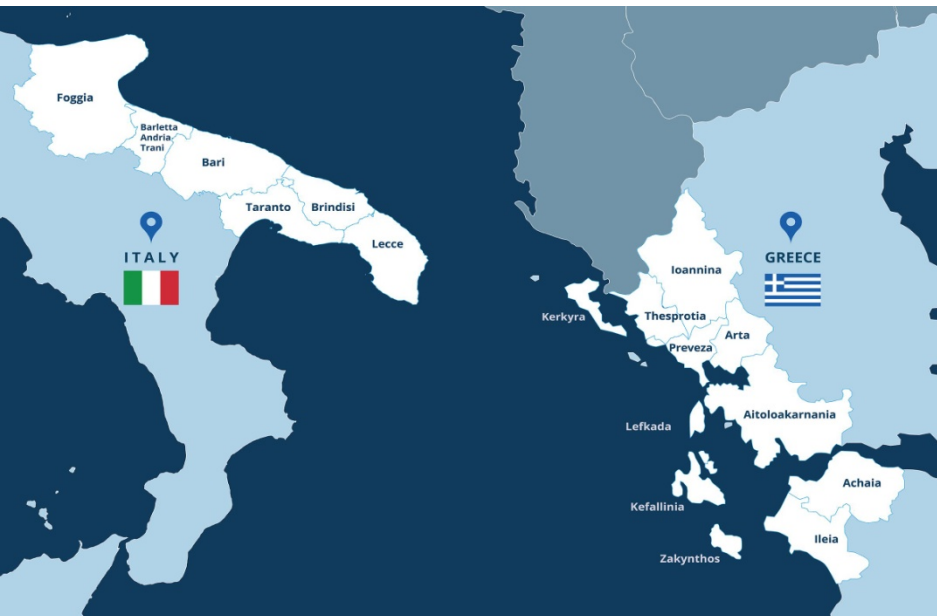 Foggia
Barletta
Andria
Trani
Bari
Taranto
Brindisi
Lecce
ITALY
GREECE
Ioannina
Kerkyra
Thesprotia
Arta
Preveza
Lefkada
Aitoloakarnania
Achaia
Kefallinia
Ileia
Zakynthos